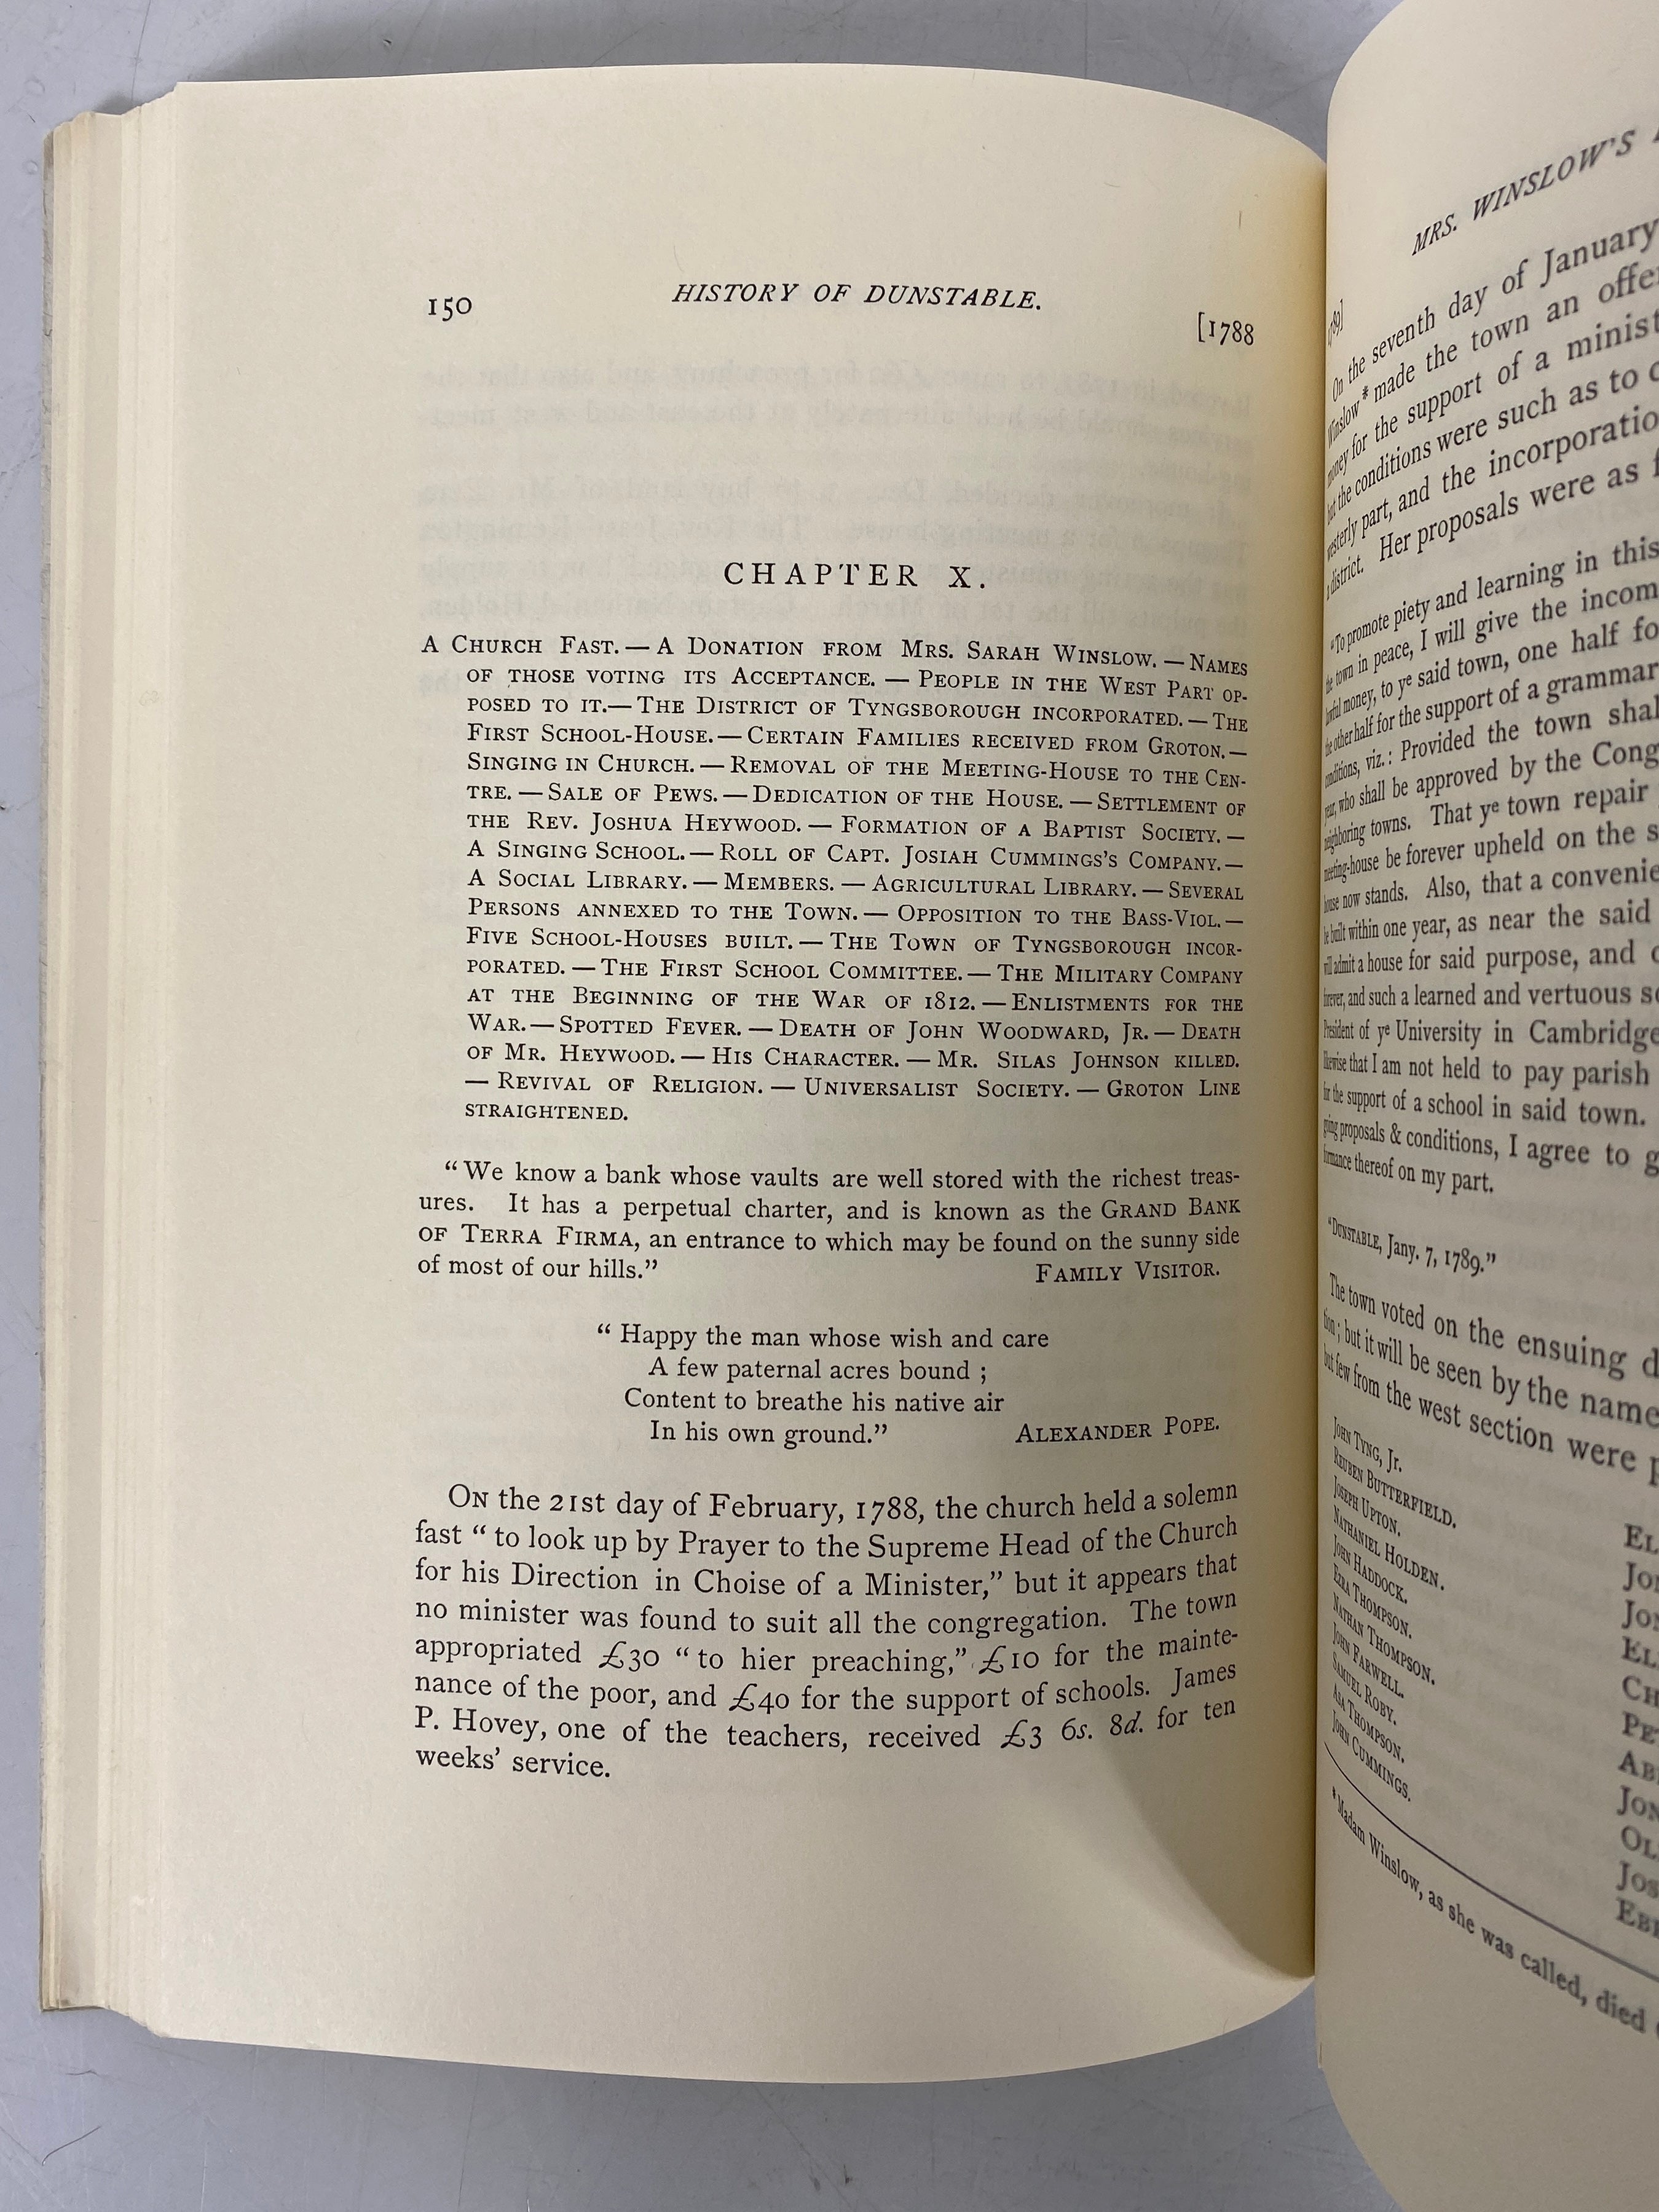 150
HISTORY OF DUNSTABLE.
[1788
CHAPTER X.
A CHURCH FAST. — A DONATION FROM MRS. SARAH WINSLOW. — NAMES
OF THOSE VOTING ITS ACCEPTANCE. — PEOPLE IN THE WEST PART OP-
POSED TO IT. — THE DISTRICT OF TYNGSBOROUGH INCORPORATED. — THE
FIRST SCHOOL-HOUSE. — CERTAIN FAMILIES RECEIVED FROM GROTON. —
SINGING IN CHURCH. — REMOVAL OF THE MEETING-HOUSE TO THE CEN-
TRE. — SALE OF PEWS. — DEDICATION OF THE HOUSE. — SETTLEMENT OF
THE REV. JOSHUA HEYWOOD. — FORMATION OF A BAPTIST SOCIETY. —
A SINGING SCHOOL. — ROLL OF CAPT. JOSIAH CUMMINGS'S COMPANY. —
A SOCIAL LIBRARY. — MEMBERS. — AGRICULTURAL LIBRARY. — SEVERAL
PERSONS ANNEXED TO THE TOWN. — OPPOSITION TO THE BASS-VIOL. —
FIVE SCHOOL-HOUSES BUILT. — THE TOWN OF TYNGSBOROUGH INCOR-
PORATED. — THE FIRST SCHOOL COMMITTEE. — THE MILITARY COMPANY
AT THE BEGINNING OF THE WAR OF 1812. — ENLISTMENTS FOR THE
WAR. — SPOTTED FEVER. — DEATH OF JOHN WOODWARD, JR. — DEATH
OF MR. HEYWOOD. — HIS CHARACTER. — MR. SILAS JOHNSON KILLED.
— REVIVAL OF RELIGION. — UNIVERSALIST SOCIETY. — GROTON LINE
STRAIGHTENED.
"We know a bank whose vaults are well stored with the richest treas-
ures. It has a perpetual charter, and is known as the GRAND BANK
OF TERRA FIRMA, an entrance to which may be found on the sunny side
of most of our hills." FAMILY VISITOR.
" Happy the man whose wish and care
A few paternal acres bound ;
Content to breathe his native air
In his own ground." ALEXANDER POPE.
ON the 21st day of February, 1788, the church held a solemn
fast " to look up by Prayer to the Supreme Head of the Church
for his Direction in Choise of a Minister," but it appears that
no minister was found to suit all the congregation. The town
appropriated £30 " to hier preaching," £10 for the mainte-
nance of the poor, and £40 for the support of schools. James
P. Hovey, one of the teachers, received £3 6s. 8d. for ten
weeks' service.
MRS. WINSLOW'S
1789]
On the seventh day of January
Winslow * made the town an
money for the support of a
but the conditions were such as to
westerly part, and the
a district. Her proposals were as
"To promote piety and learning in this
the town in peace, I will give the
lawful money, to ye said town, one half
the other half for the support of a grammar
conditions, viz.: Provided the town
year, who shall be approved by the
neighboring towns. That ye town repair
meeting-house be forever upheld on the
house now stands. Also, that a
be built within one year, as near the said
will admit a house for said purpose, and
forever, and such a learned and vertuous
President of ye University in Cambridge
likewise that I am not held to pay parish
for the support of a school in said town.
going proposals & conditions, I agree to
formance thereof on my part.
"DUNSTABLE, Jany. 7, 1789."
The town voted on the ensuing
tion ; but it will be seen by the
but few from the west section were
JOHN TYNG, Jr.
REUBEN BUTTERFIELD.
JOSEPH UPTON.
NATHANIEL HOLDEN.
JOHN HADDOCK.
EZRA THOMPSON.
NATHAN THOMPSON.
JOHN FARWELL.
SAMUEL ROBY.
ASA THOMPSON.
JOHN CUMMINGS.
* Madam Winslow, as she was called, died